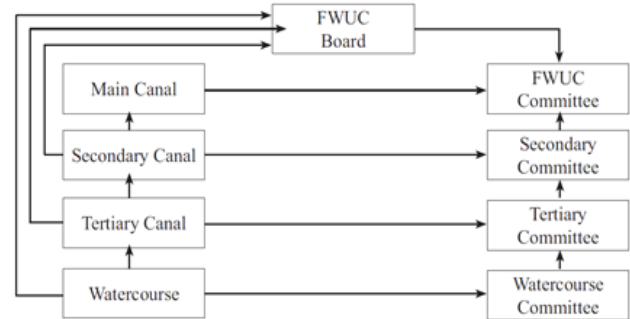 FWUC
Board
Main Canal
FWUC
Committee
Secondary Canal
Secondary
Committee
Tertiary Canal
Tertiary
Committee
Watercourse
Watercourse
Committee